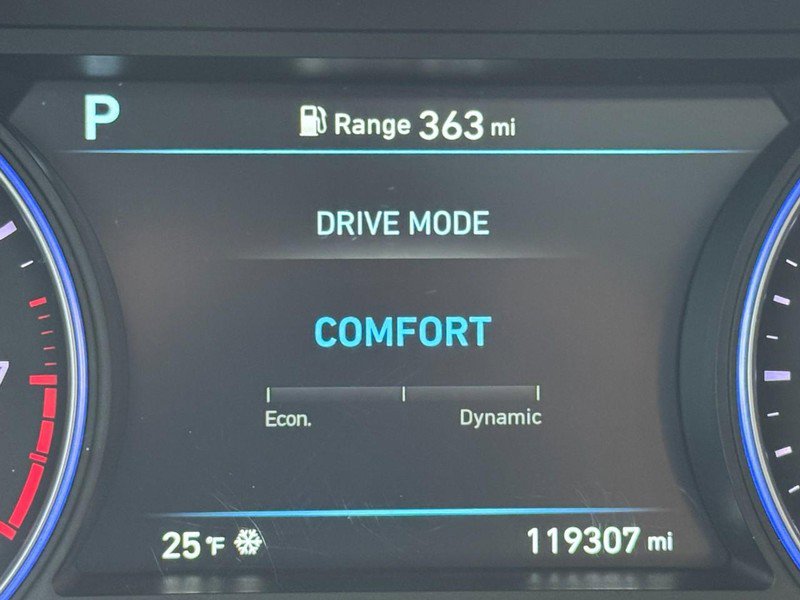 P
Range 363 mi
DRIVE MODE
COMFORT
Econ. Dynamic
25°F 119307 mi